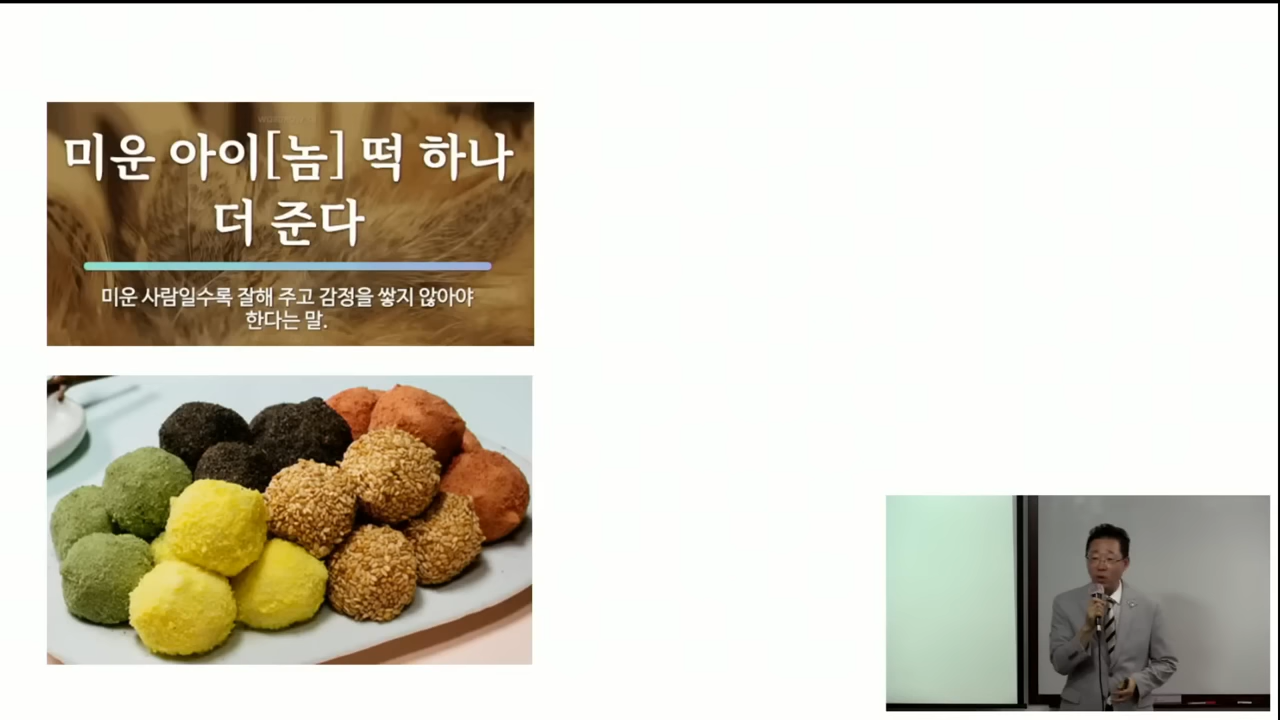 미운 아이[놈] 떡 하나
더 준다
미운 사람일수록 잘해 주고 감정을 쌓지 않아야
한다는 말.